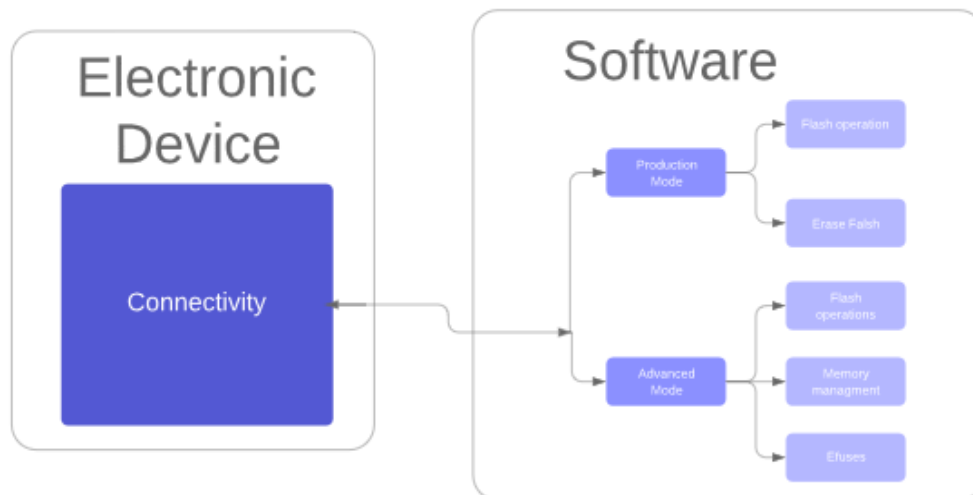 Electronic
Device
Connectivity
Software
Production
Mode
Flash operation
Erase Falsh
Advanced
Mode
Flash
operations
Memory
managment
Efuses